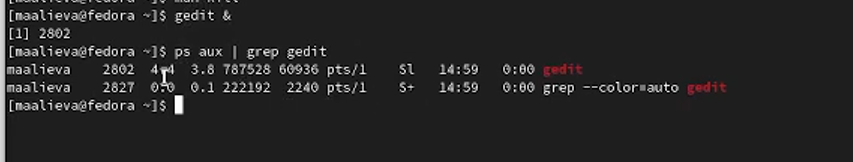 [maalieva@fedora ~]$ gedit &
[1] 2802
[maalieva@fedora ~]$ ps aux | grep gedit
maalieva 2802 4.4 3.8 787528 60936 pts/1 Sl 14:59 0:00 gedit
maalieva 2827 0.0 0.1 222192 2240 pts/1 S+ 14:59 0:00 grep --color=auto gedit
[maalieva@fedora ~]$